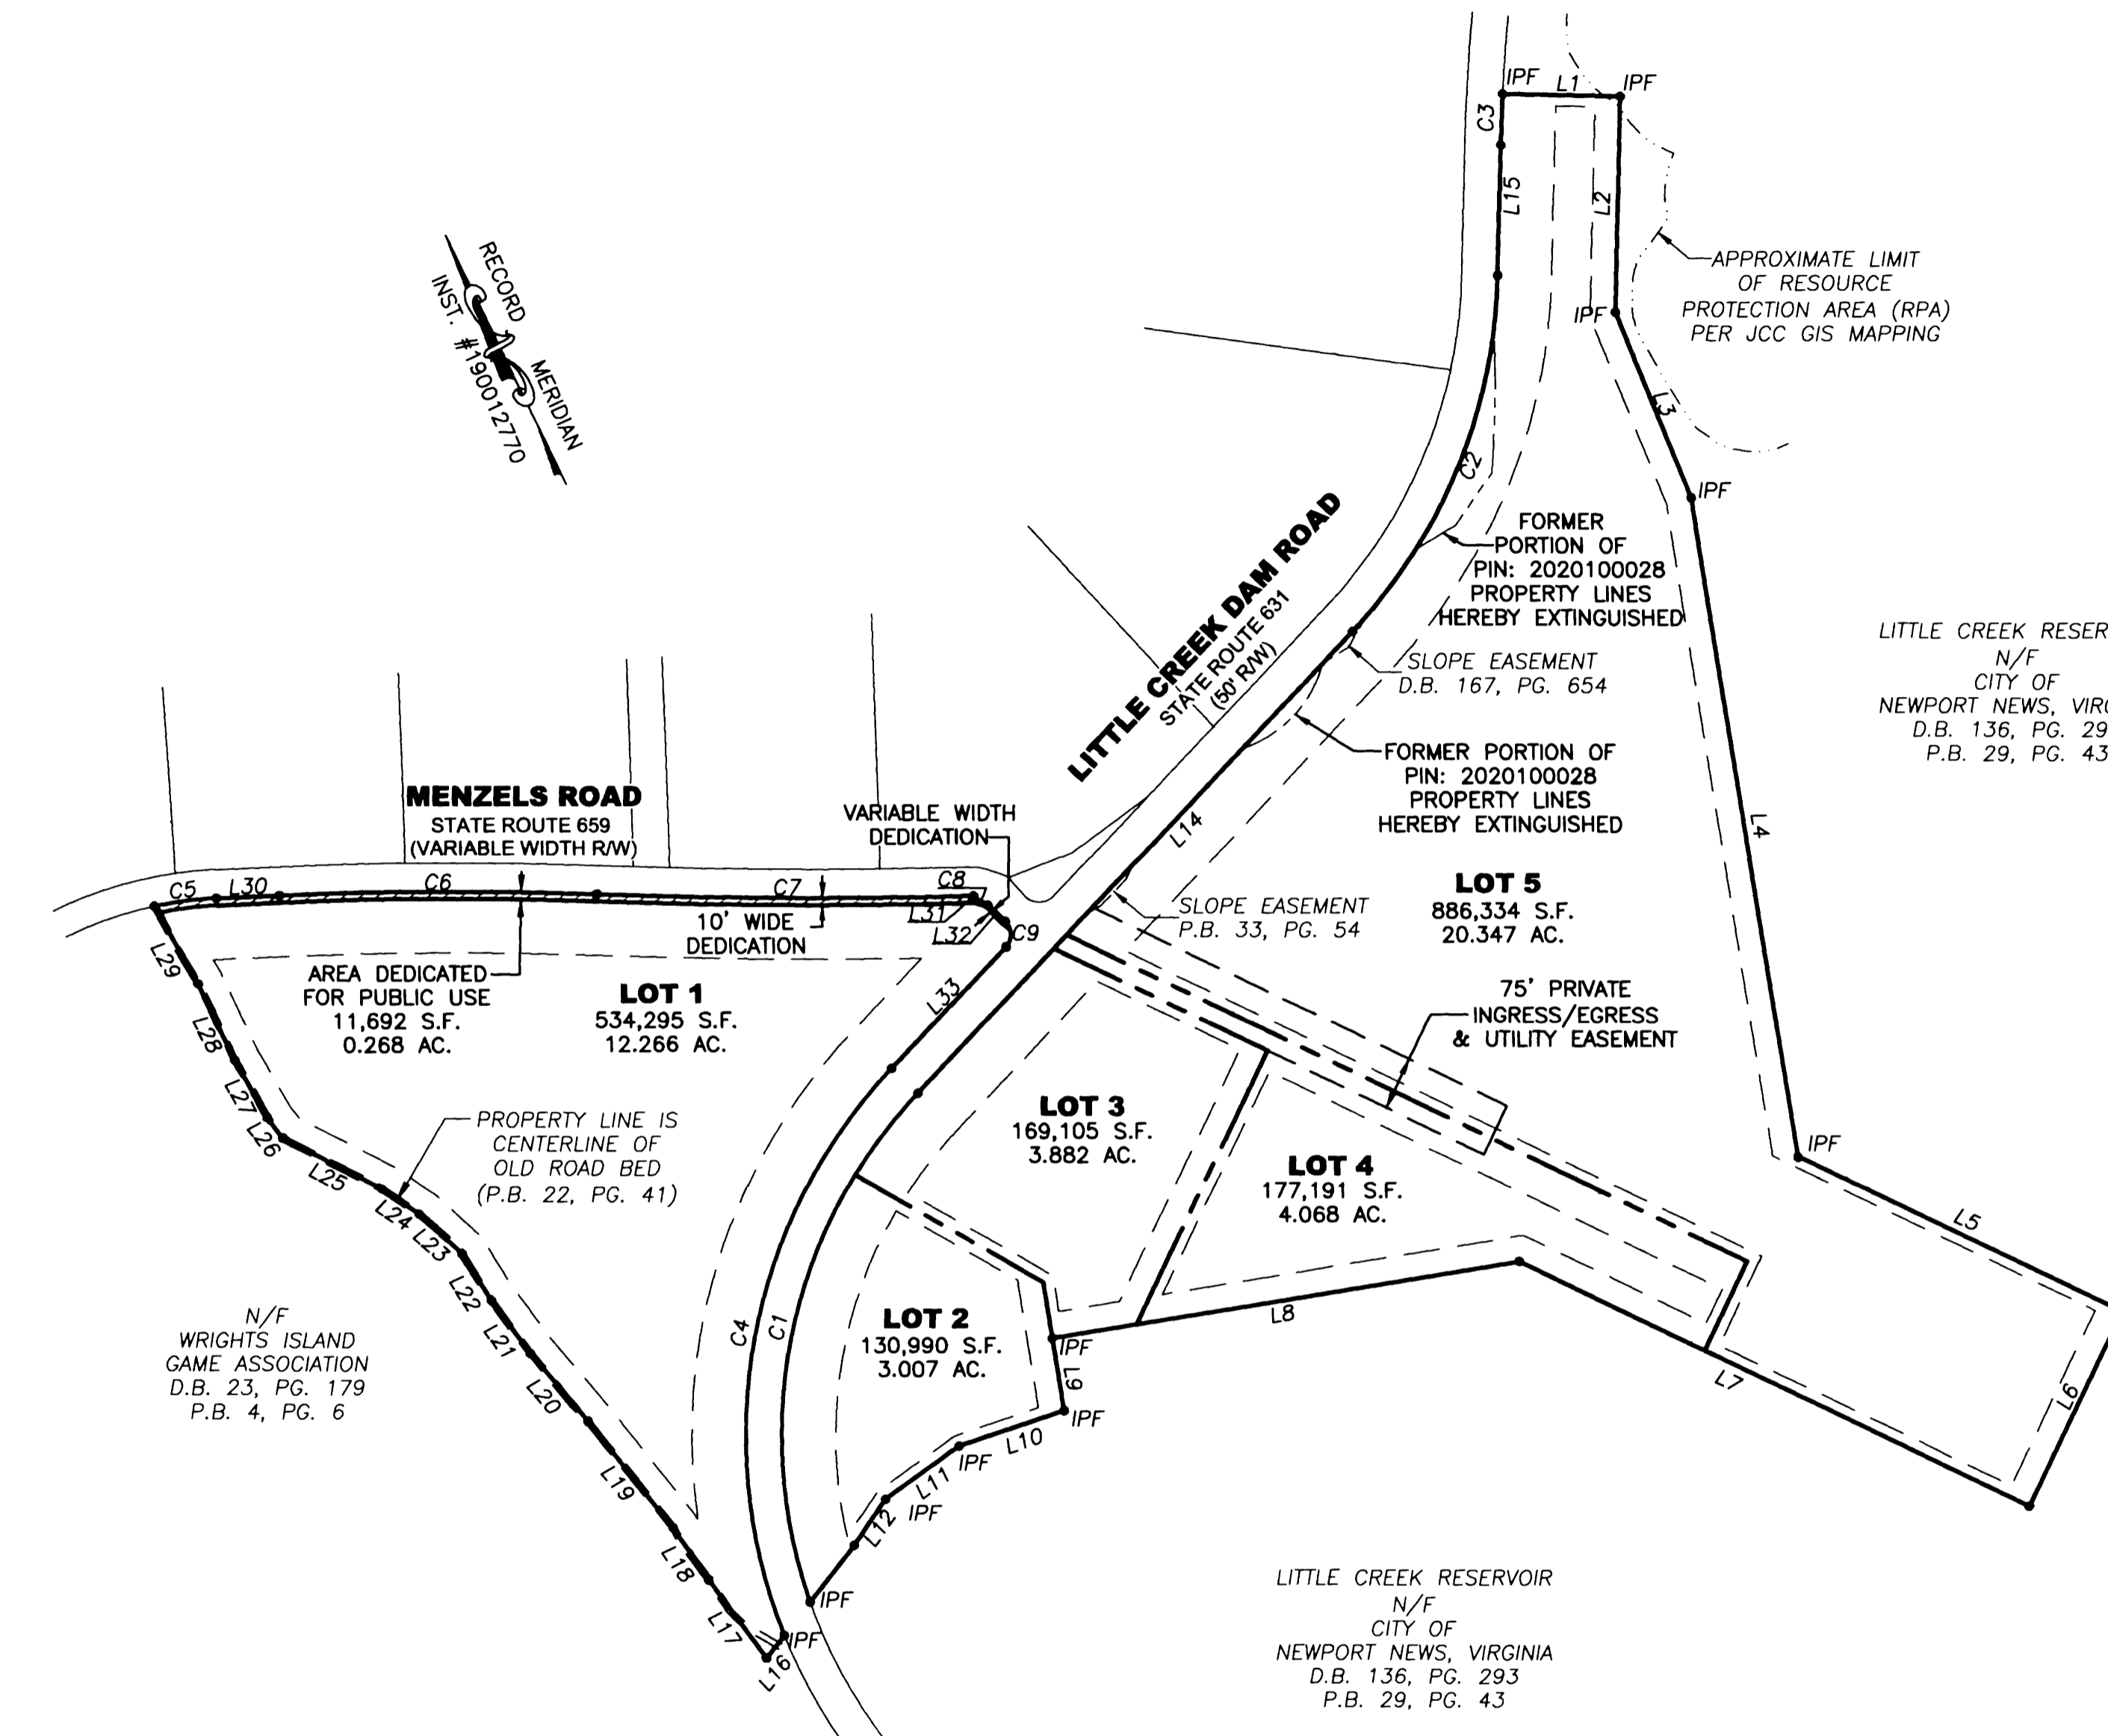 IPF
L1
IPF
C3
L15
L2
APPROXIMATE LIMIT
OF RESOURCE
PROTECTION AREA (RPA)
PER JCC GIS MAPPING
IPF
RECORD
MERIDIAN
INST. #190012770
L3
IPF
C2
FORMER
PORTION OF
PIN: 2020100028
PROPERTY LINES
HEREBY EXTINGUISHED
LITTLE CREEK DAM ROAD
STATE ROUTE 631
(50' R/W)
SLOPE EASEMENT
D.B. 167, PG. 654
LITTLE CREEK RESER
N/F
CITY OF
NEWPORT NEWS, VIR
D.B. 136, PG. 29
P.B. 29, PG. 43
FORMER PORTION OF
PIN: 2020100028
PROPERTY LINES
HEREBY EXTINGUISHED
L4
L14
MENZELS ROAD
STATE ROUTE 659
(VARIABLE WIDTH R/W)
VARIABLE WIDTH
DEDICATION
C5
L30
C6
C7
C8
L31
L32
C9
10' WIDE
DEDICATION
LOT 5
886,334 S.F.
20.347 AC.
SLOPE EASEMENT
P.B. 33, PG. 54
AREA DEDICATED
FOR PUBLIC USE
11,692 S.F.
0.268 AC.
LOT 1
534,295 S.F.
12.266 AC.
L33
75' PRIVATE
INGRESS/EGRESS
& UTILITY EASEMENT
L29
L28
L27
L26
L25
L24
L23
L22
L21
L20
L19
L18
L17
L16
PROPERTY LINE IS
CENTERLINE OF
OLD ROAD BED
(P.B. 22, PG. 41)
LOT 3
169,105 S.F.
3.882 AC.
LOT 4
177,191 S.F.
4.068 AC.
IPF
L5
L6
L7
L8
C4
C1
LOT 2
130,990 S.F.
3.007 AC.
IPF
L9
IPF
L10
IPF
L11
IPF
L12
IPF
IPF
N/F
WRIGHTS ISLAND
GAME ASSOCIATION
D.B. 23, PG. 179
P.B. 4, PG. 6
LITTLE CREEK RESERVOIR
N/F
CITY OF
NEWPORT NEWS, VIRGINIA
D.B. 136, PG. 293
P.B. 29, PG. 43